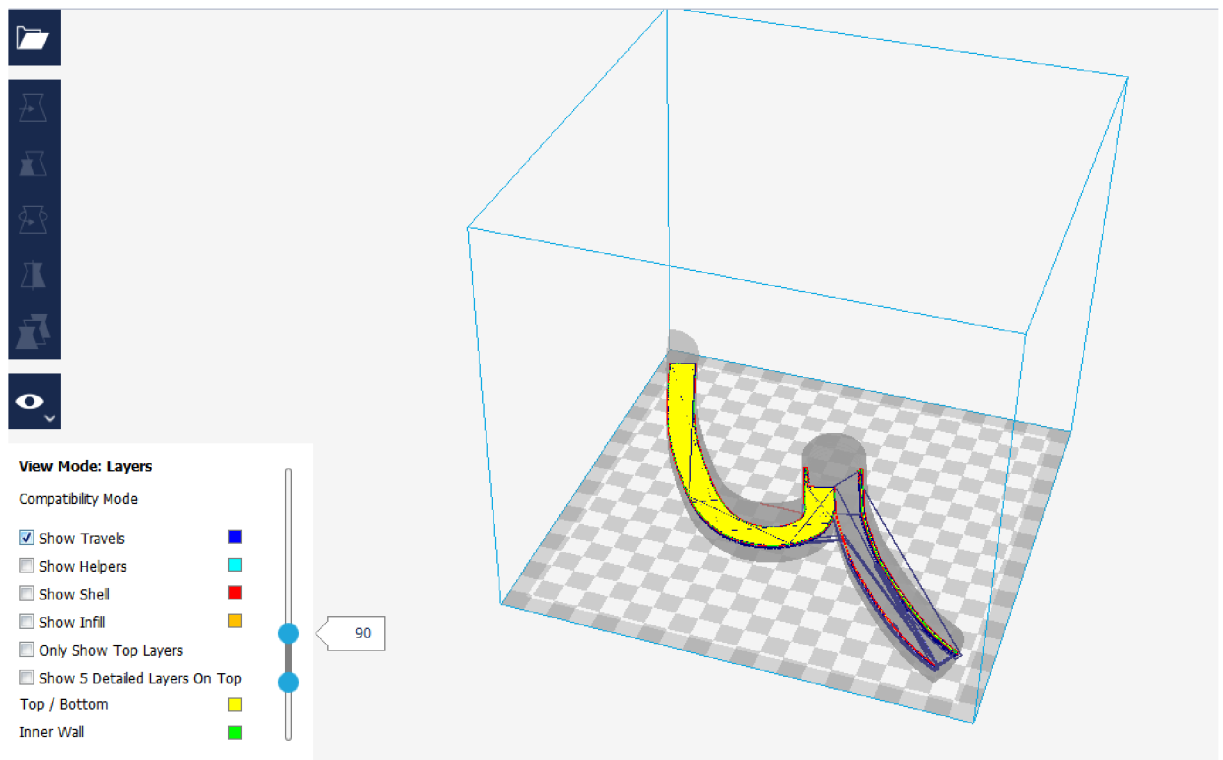 View Mode: Layers
Compatibility Mode
Show Travels
Show Helpers
Show Shell
Show Infill
Only Show Top Layers
Show 5 Detailed Layers On Top
Top / Bottom
Inner Wall
90